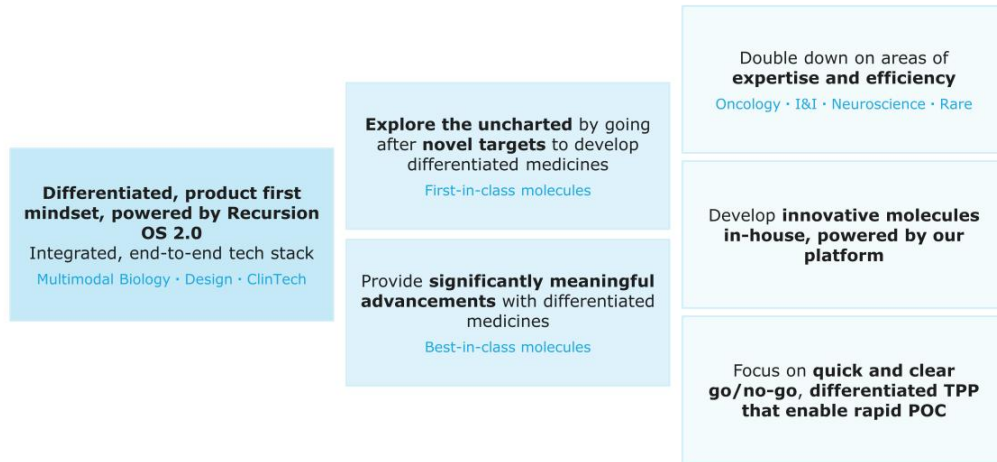 Differentiated, product first
mindset, powered by Recursion
OS 2.0
Integrated, end-to-end tech stack
Multimodal Biology · Design · ClinTech
Explore the uncharted by going
after novel targets to develop
differentiated medicines
First-in-class molecules
Provide significantly meaningful
advancements with differentiated
medicines
Best-in-class molecules
Double down on areas of
expertise and efficiency
Oncology · I&I · Neuroscience · Rare
Develop innovative molecules
in-house, powered by our
platform
Focus on quick and clear
go/no-go, differentiated TPP
that enable rapid POC